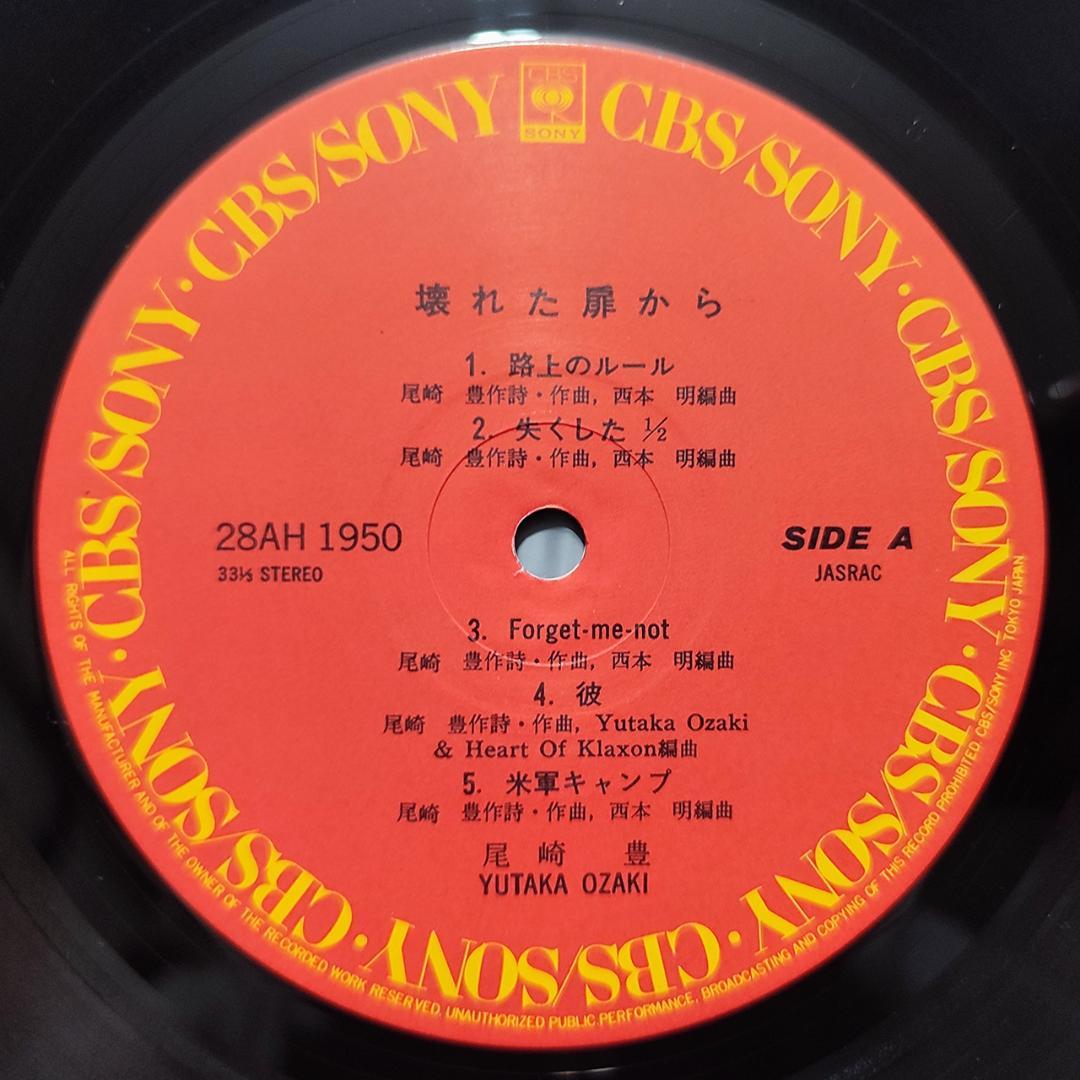 CBS/SONY · CBS/SONY · CBS/SONY · CBS/SONY · CBS/SONY · CBS/SONY · CBS/SONY · CBS/SONY · CBS/SONY
CBS
SONY
壊れた扉から
1. 路上のルール
尾崎 豊作詩・作曲, 西本 明編曲
2. 失くした 1/2
尾崎 豊作詩・作曲, 西本 明編曲
28AH 1950
33⅓ STEREO
SIDE A
JASRAC
3. Forget-me-not
尾崎 豊作詩・作曲, 西本 明編曲
4. 彼
尾崎 豊作詩・作曲, Yutaka Ozaki
& Heart Of Klaxon編曲
5. 米軍キャンプ
尾崎 豊作詩・作曲, 西本 明編曲
尾崎 豊
YUTAKA OZAKI
ALL RIGHTS OF THE MANUFACTURER AND OF THE OWNER OF THE RECORDED WORK RESERVED. UNAUTHORIZED PUBLIC PERFORMANCE, BROADCASTING AND COPYING OF THIS RECORD PROHIBITED CBS/SONY INC TOKYO JAPAN